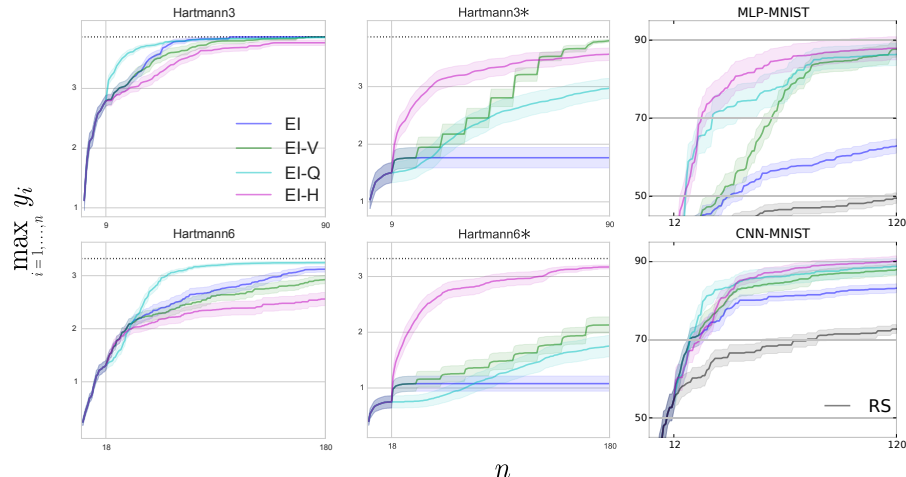 Hartmann3
Hartmann3*
MLP-MNIST
3
2
1
9
90
EI
EI-V
EI-Q
EI-H
3
2
1
9
90
90
70
50
12
120
max y_i
i = 1,...,n
Hartmann6
Hartmann6*
CNN-MNIST
3
2
1
18
180
3
2
1
18
180
90
70
50
12
120
RS
n